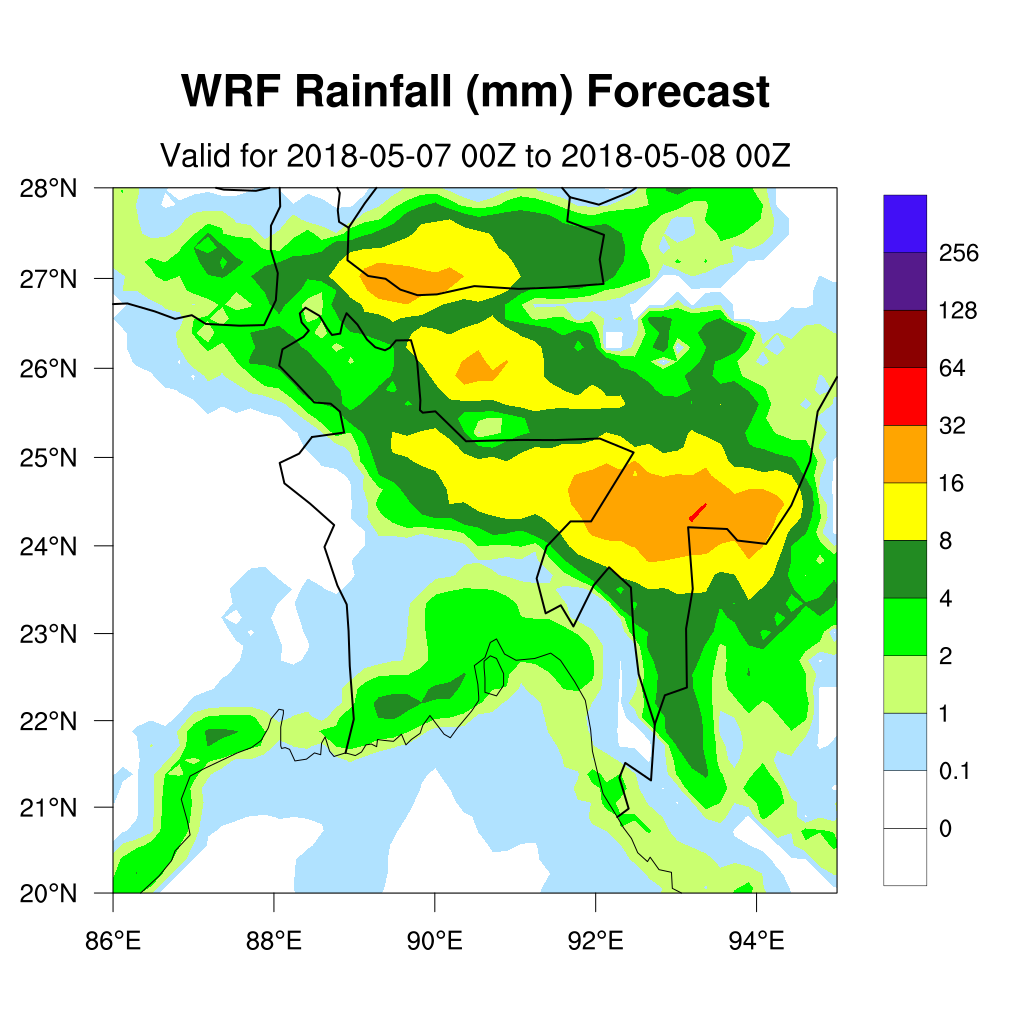 WRF Rainfall (mm) Forecast
Valid for 2018-05-07 00Z to 2018-05-08 00Z
28°N
27°N
26°N
25°N
24°N
23°N
22°N
21°N
20°N
86°E 88°E 90°E 92°E 94°E
256
128
64
32
16
8
4
2
1
0.1
0